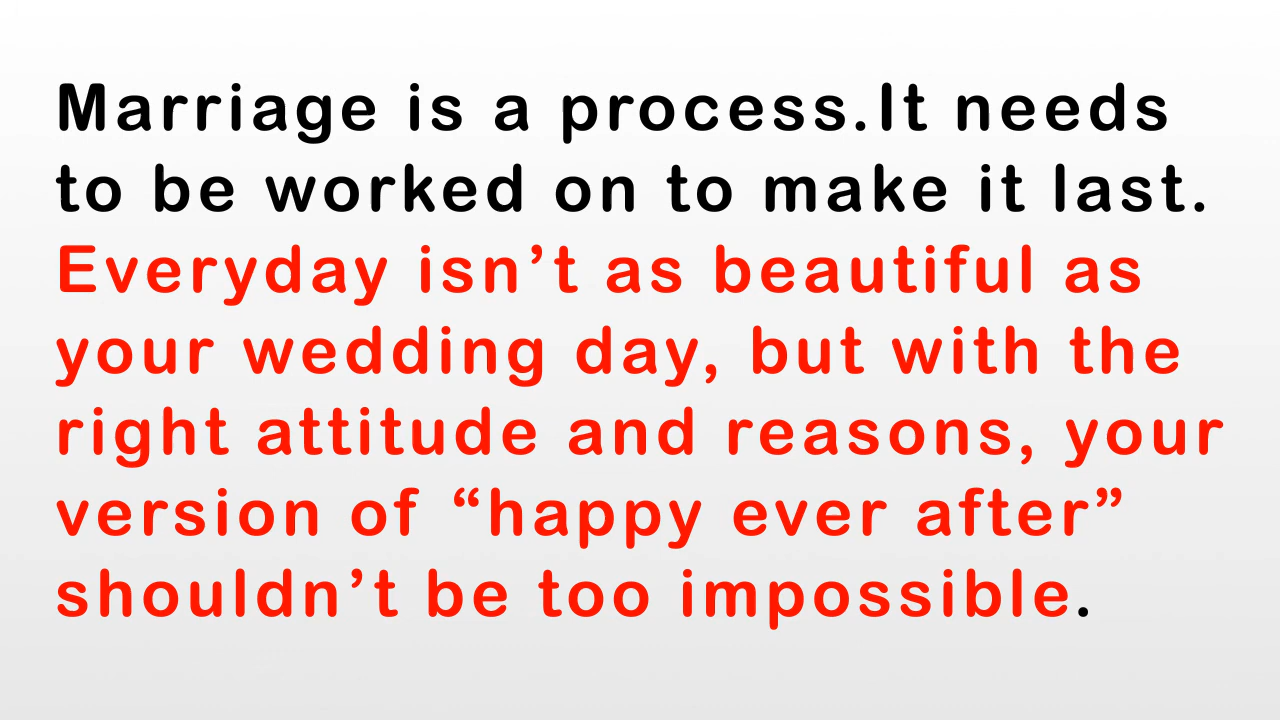 Marriage is a process.It needs
to be worked on to make it last.
Everyday isn’t as beautiful as
your wedding day, but with the
right attitude and reasons, your
version of “happy ever after”
shouldn’t be too impossible.